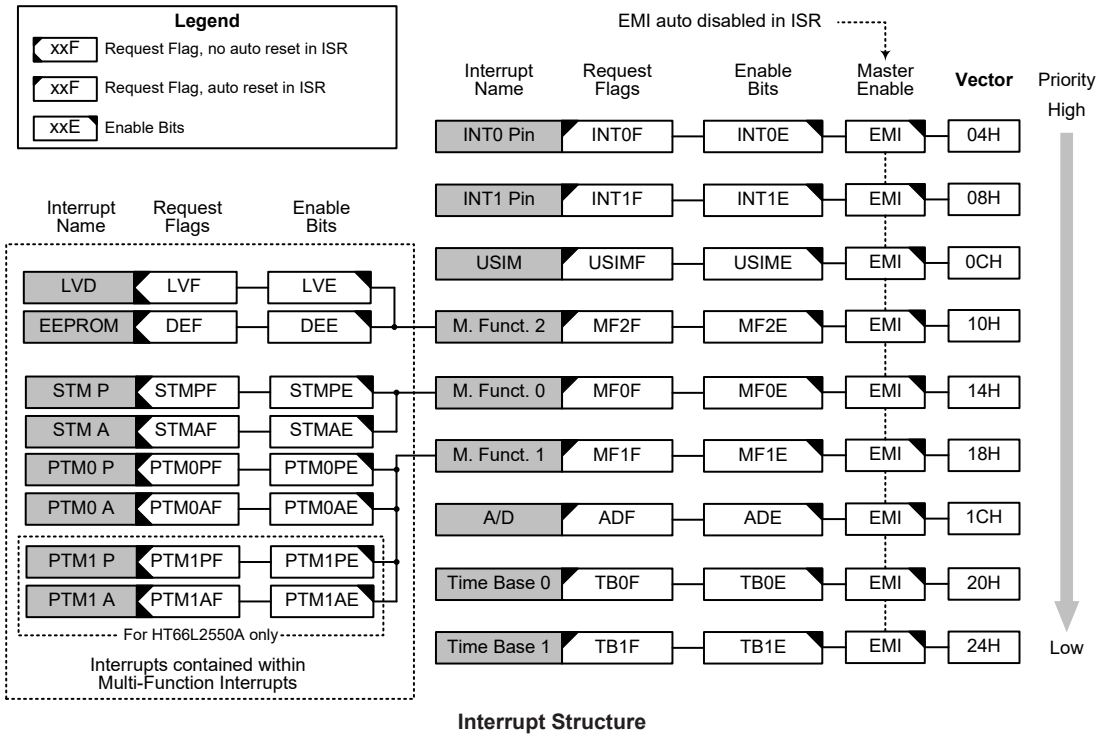 Legend
xxF Request Flag, no auto reset in ISR
xxF Request Flag, auto reset in ISR
xxE Enable Bits
EMI auto disabled in ISR
Interrupt Name Request Flags Enable Bits Master Enable Vector Priority
High
INT0 Pin INT0F INT0E EMI 04H
INT1 Pin INT1F INT1E EMI 08H
USIM USIMF USIME EMI 0CH
M. Funct. 2 MF2F MF2E EMI 10H
M. Funct. 0 MF0F MF0E EMI 14H
M. Funct. 1 MF1F MF1E EMI 18H
A/D ADF ADE EMI 1CH
Time Base 0 TB0F TB0E EMI 20H
Time Base 1 TB1F TB1E EMI 24H
Low
Interrupt Name Request Flags Enable Bits
LVD LVF LVE
EEPROM DEF DEE
STM P STMPF STMPE
STM A STMAF STMAE
PTM0 P PTM0PF PTM0PE
PTM0 A PTM0AF PTM0AE
PTM1 P PTM1PF PTM1PE
PTM1 A PTM1AF PTM1AE
For HT66L2550A only
Interrupts contained within
Multi-Function Interrupts
Interrupt Structure